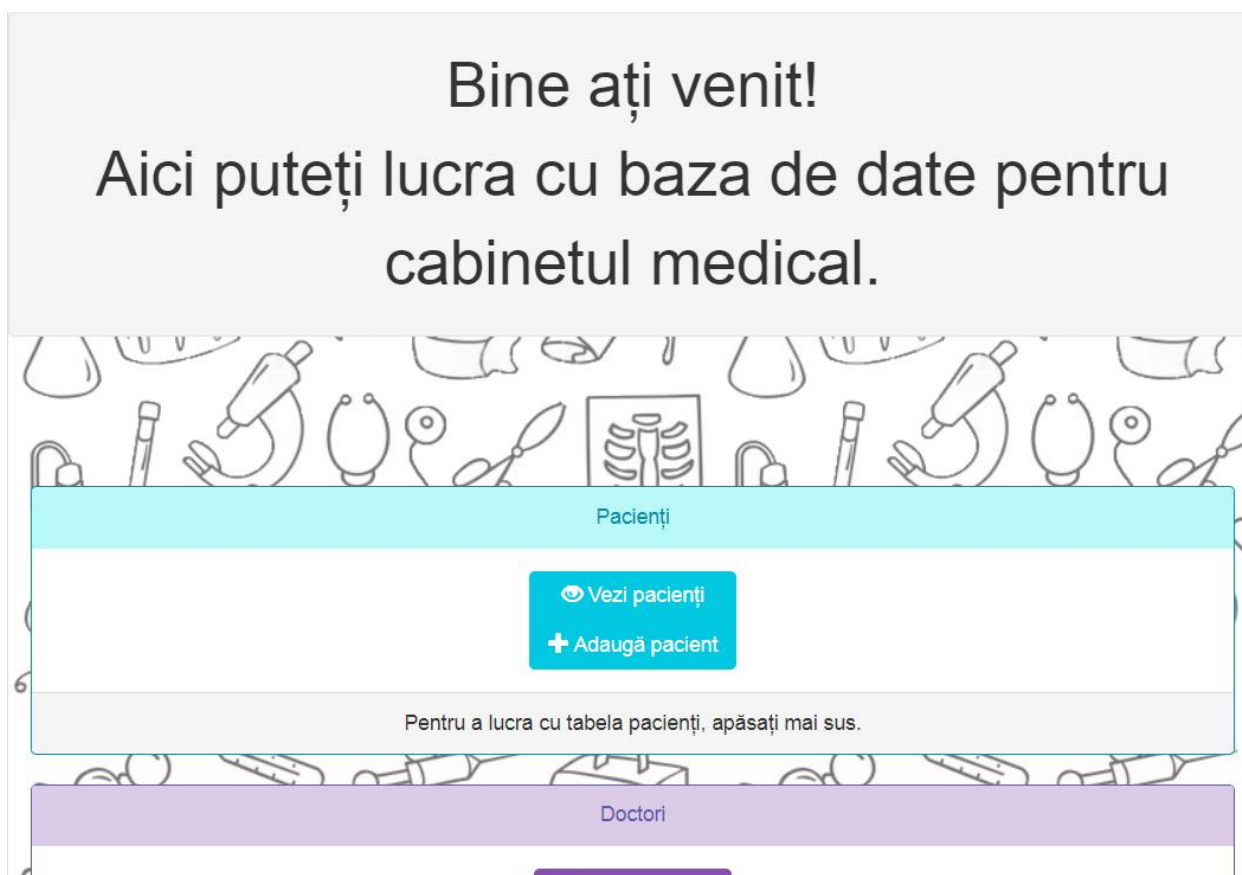 Bine ați venit!
Aici puteți lucra cu baza de date pentru
cabinetul medical.
Pacienți
Vezi pacienți
Adaugă pacient
Pentru a lucra cu tabela pacienți, apăsați mai sus.
Doctori